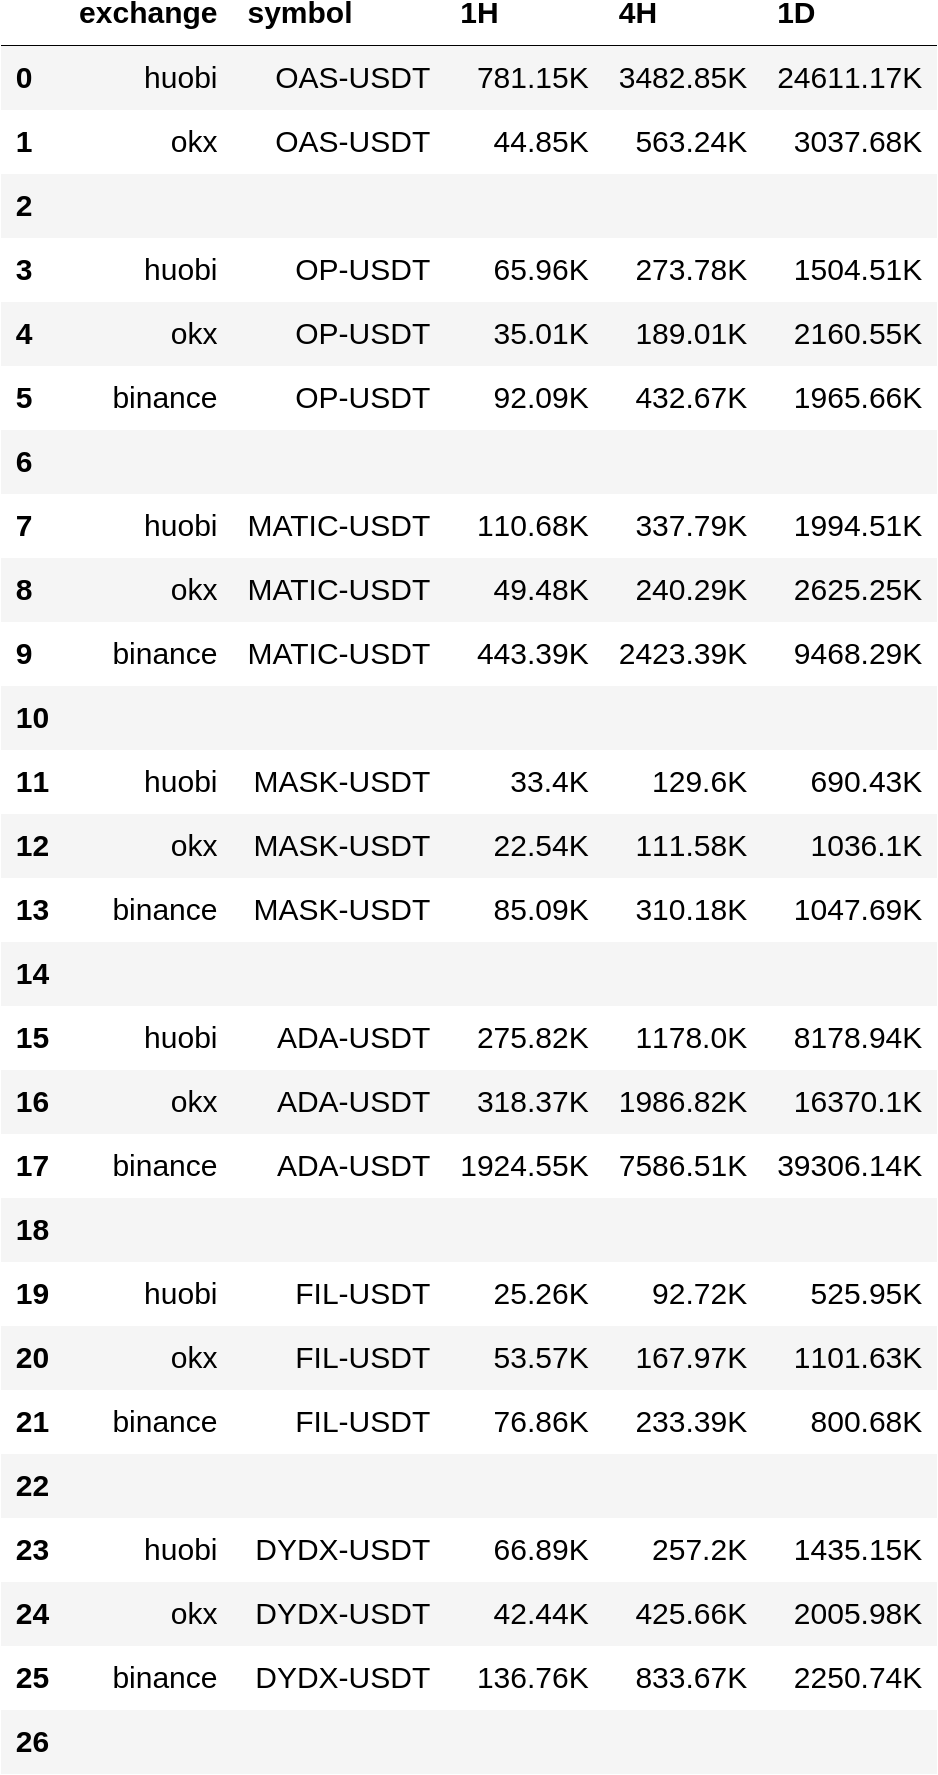 exchange symbol 1H 4H 1D
0 huobi OAS-USDT 781.15K 3482.85K 24611.17K
1 okx OAS-USDT 44.85K 563.24K 3037.68K
2
3 huobi OP-USDT 65.96K 273.78K 1504.51K
4 okx OP-USDT 35.01K 189.01K 2160.55K
5 binance OP-USDT 92.09K 432.67K 1965.66K
6
7 huobi MATIC-USDT 110.68K 337.79K 1994.51K
8 okx MATIC-USDT 49.48K 240.29K 2625.25K
9 binance MATIC-USDT 443.39K 2423.39K 9468.29K
10
11 huobi MASK-USDT 33.4K 129.6K 690.43K
12 okx MASK-USDT 22.54K 111.58K 1036.1K
13 binance MASK-USDT 85.09K 310.18K 1047.69K
14
15 huobi ADA-USDT 275.82K 1178.0K 8178.94K
16 okx ADA-USDT 318.37K 1986.82K 16370.1K
17 binance ADA-USDT 1924.55K 7586.51K 39306.14K
18
19 huobi FIL-USDT 25.26K 92.72K 525.95K
20 okx FIL-USDT 53.57K 167.97K 1101.63K
21 binance FIL-USDT 76.86K 233.39K 800.68K
22
23 huobi DYDX-USDT 66.89K 257.2K 1435.15K
24 okx DYDX-USDT 42.44K 425.66K 2005.98K
25 binance DYDX-USDT 136.76K 833.67K 2250.74K
26